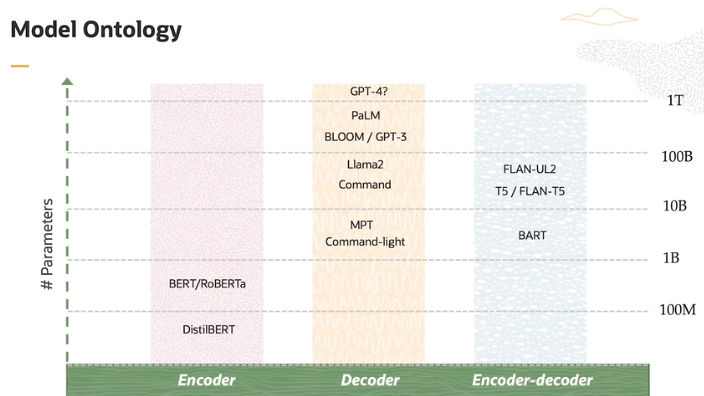 Model Ontology
# Parameters
1T
100B
10B
1B
100M
BERT/RoBERTa
DistilBERT
GPT-4?
PaLM
BLOOM / GPT-3
Llama2
Command
MPT
Command-light
FLAN-UL2
T5 / FLAN-T5
BART
Encoder
Decoder
Encoder-decoder